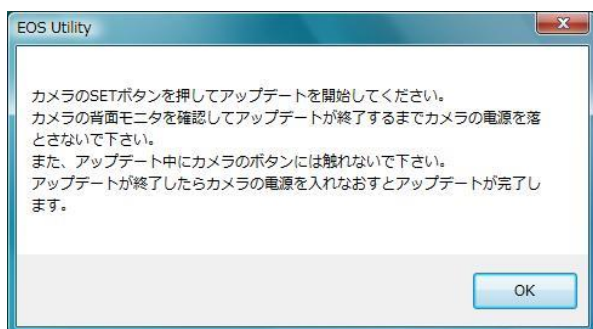 EOS Utility
カメラのSETボタンを押してアップデートを開始してください。
カメラの背面モニタを確認してアップデートが終了するまでカメラの電源を落
とさないで下さい。
また、アップデート中にカメラのボタンには触れないで下さい。
アップデートが終了したらカメラの電源を入れなおすとアップデートが完了し
ます。
OK